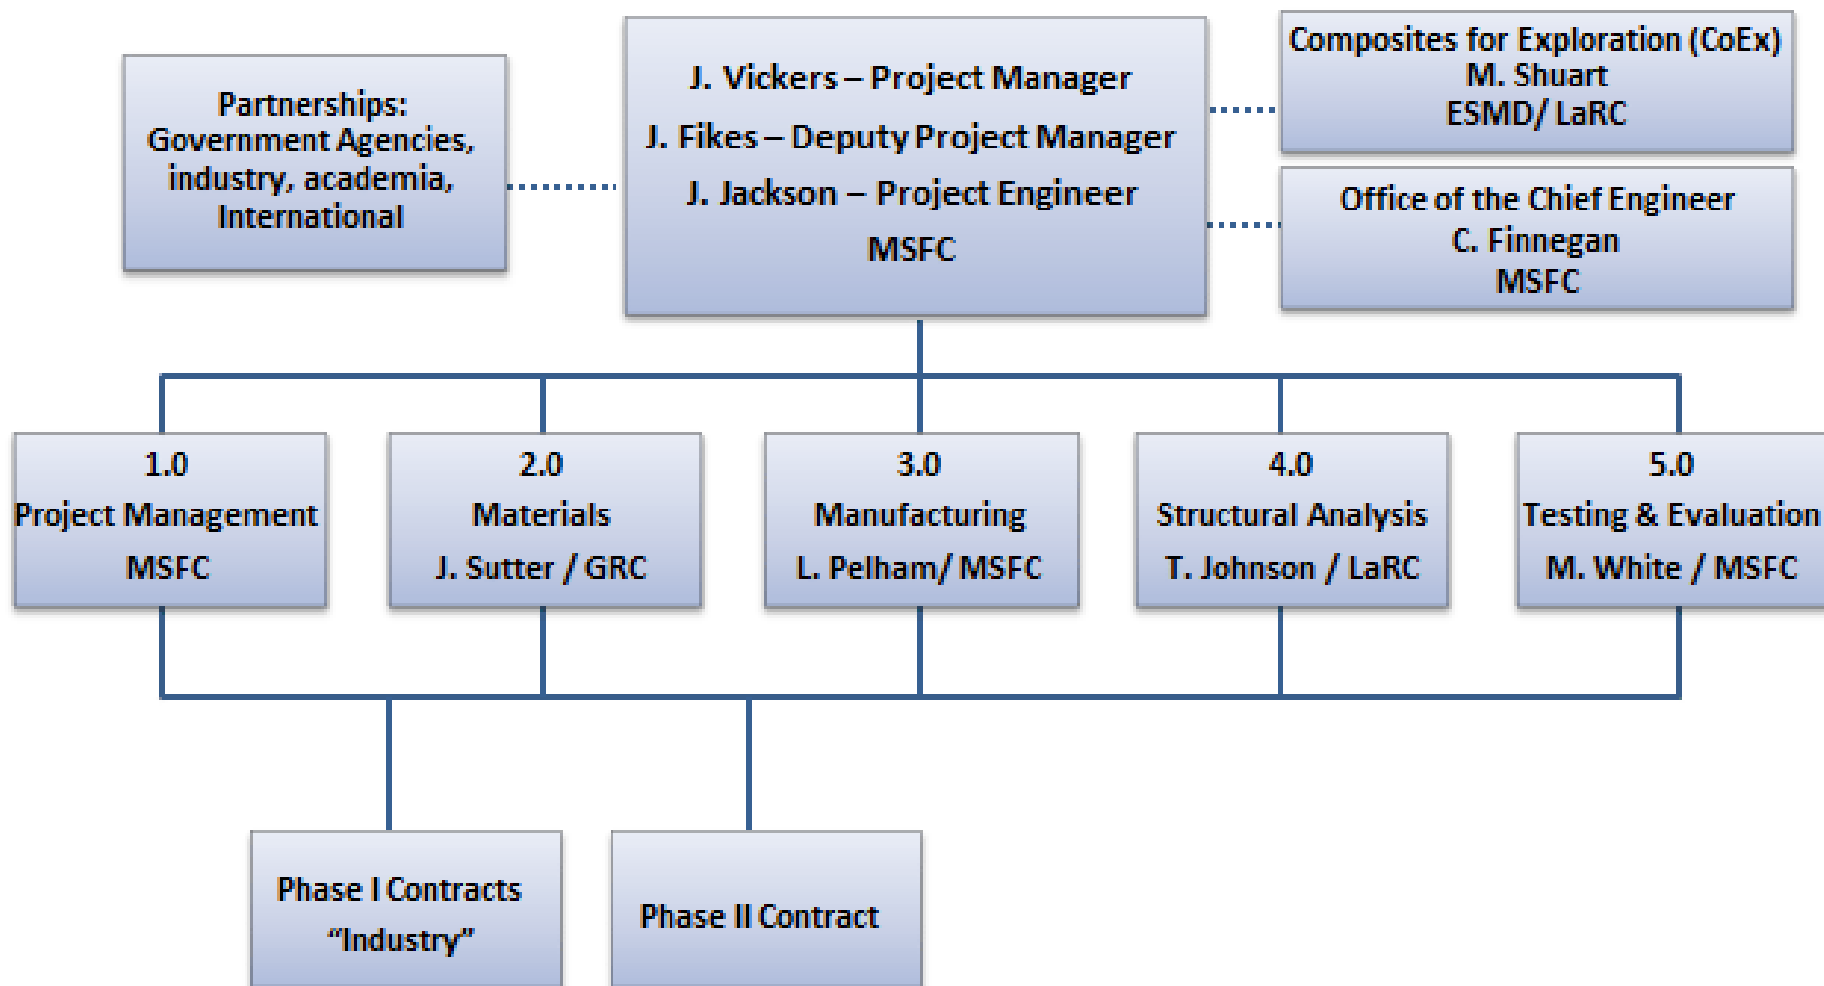 Partnerships:
Government Agencies,
industry, academia,
International
J. Vickers – Project Manager
J. Fikes – Deputy Project Manager
J. Jackson – Project Engineer
MSFC
Composites for Exploration (CoEx)
M. Shuart
ESMD/ LaRC
Office of the Chief Engineer
C. Finnegan
MSFC
1.0
Project Management
MSFC
2.0
Materials
J. Sutter / GRC
3.0
Manufacturing
L. Pelham/ MSFC
4.0
Structural Analysis
T. Johnson / LaRC
5.0
Testing & Evaluation
M. White / MSFC
Phase I Contracts
“Industry”
Phase II Contract